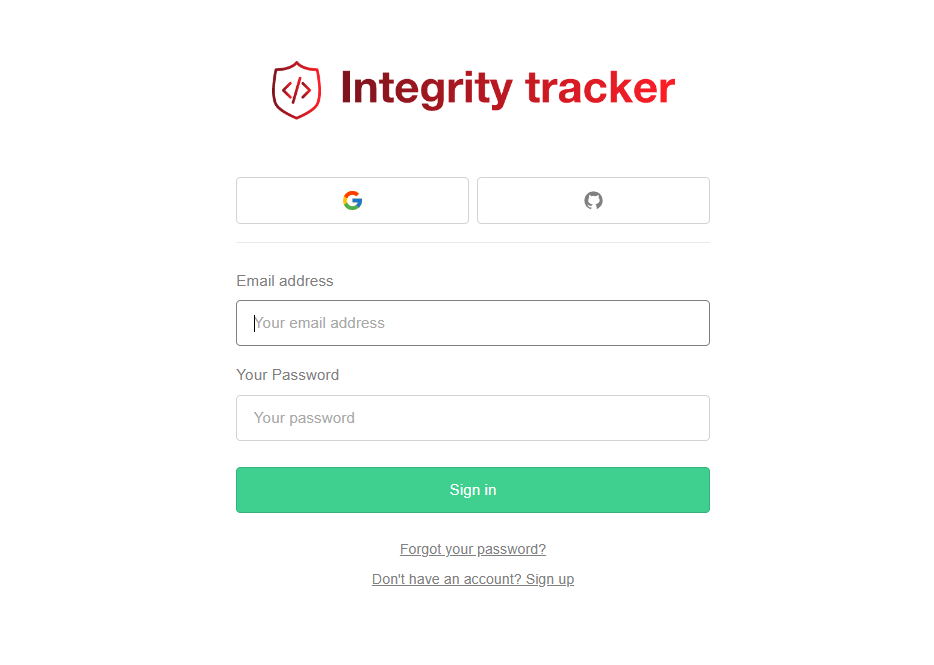 Integrity tracker
Email address
Your email address
Your Password
Your password
Sign in
Forgot your password?
Don't have an account? Sign up